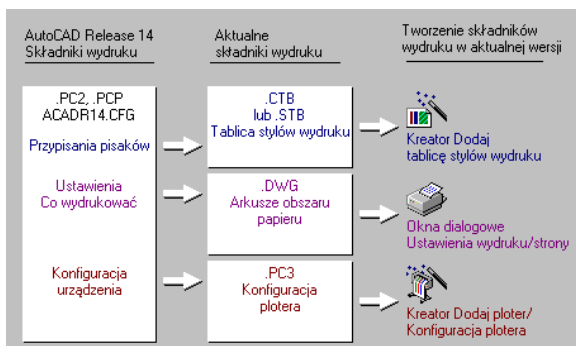 AutoCAD Release 14
Składniki wydruku
Aktualne
składniki wydruku
Tworzenie składników
wydruku w aktualnej wersji
.PC2, .PCP
ACADR14.CFG
Przypisania pisaków
.CTB
lub .STB
Tablica stylów wydruku
Kreator Dodaj
tablicę stylów wydruku
Ustawienia
Co wydrukować
.DWG
Arkusze obszaru
papieru
Okna dialogowe
Ustawienia wydruku/strony
Konfiguracja
urządzenia
.PC3
Konfiguracja
plotera
Kreator Dodaj ploter/
Konfiguracja plotera